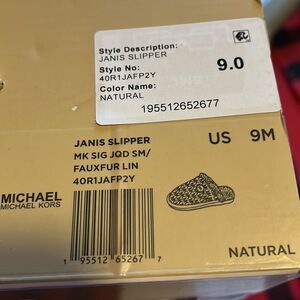 Style Description:
JANIS SLIPPER
Style No:
40R1JAFP2Y
9.0
Color Name:
NATURAL
195512652677
JANIS SLIPPER
MK SIG JQD SM/
FAUXFUR LIN
40R1JAFP2Y
US 9M
MICHAEL
MICHAEL KORS
1 95512 65267 7
NATURAL